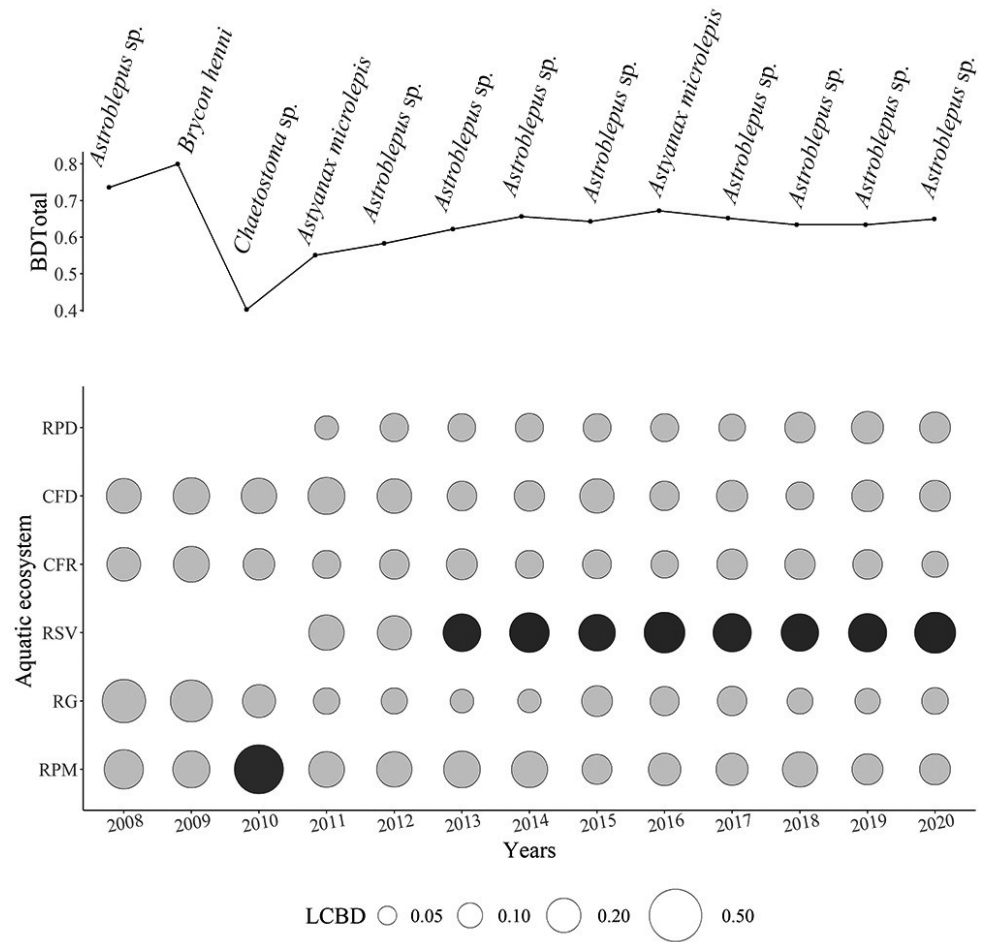 Astroblepus sp.
Brycon henni
Chaetostoma sp.
Astyanax microlepis
Astroblepus sp.
Astroblepus sp.
Astroblepus sp.
Astroblepus sp.
Astyanax microlepis
Astroblepus sp.
Astroblepus sp.
Astroblepus sp.
Astroblepus sp.
BDTotal
0.8
0.7
0.6
0.5
0.4
Aquatic ecosystem
RPD
CFD
CFR
RSV
RG
RPM
2008 2009 2010 2011 2012 2013 2014 2015 2016 2017 2018 2019 2020
Years
LCBD 0.05 0.10 0.20 0.50